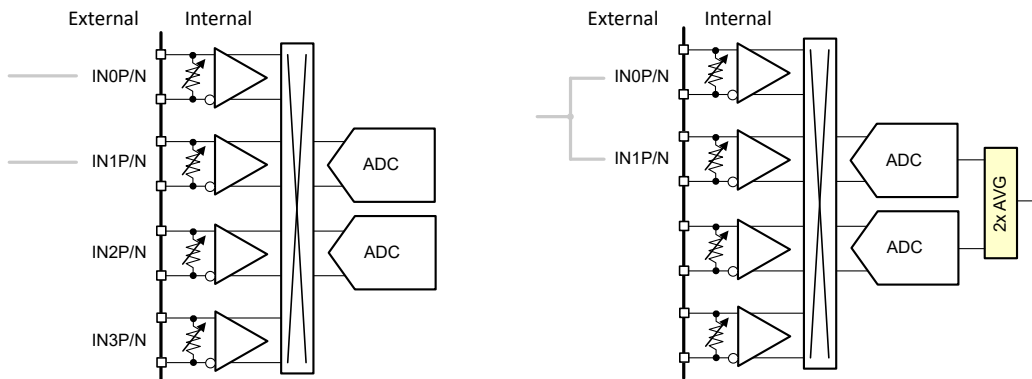 External Internal
IN0P/N
IN1P/N
ADC
IN2P/N
ADC
IN3P/N
External Internal
IN0P/N
IN1P/N
ADC
ADC
2x AVG